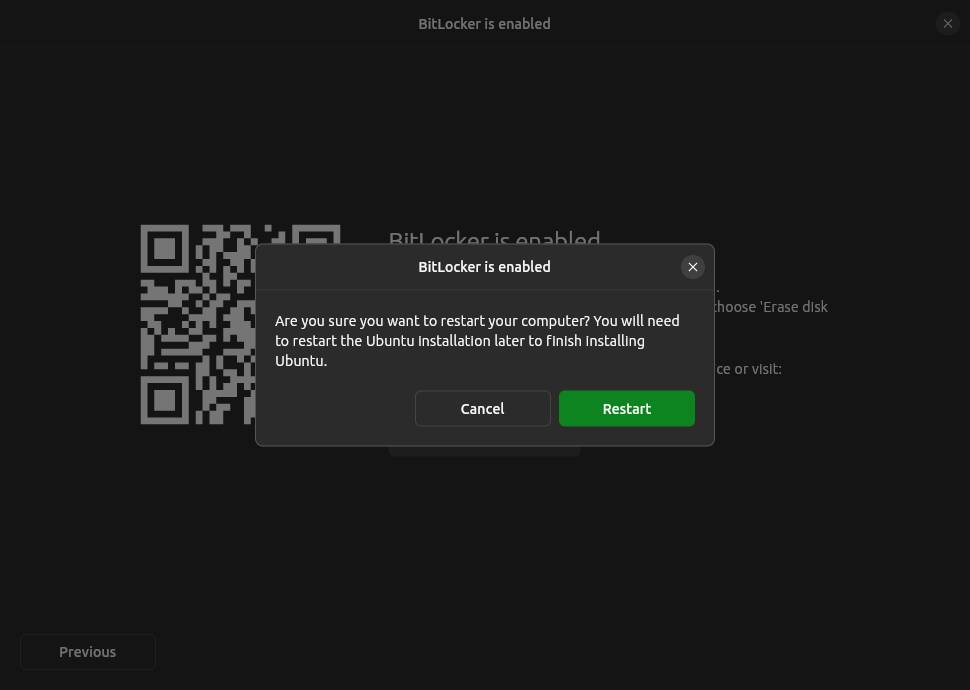 BitLocker is enabled
BitLocker is enabled
BitLocker is enabled
.
choose 'Erase disk
Are you sure you want to restart your computer? You will need
to restart the Ubuntu installation later to finish installing
Ubuntu.
ce or visit:
Cancel
Restart
Previous